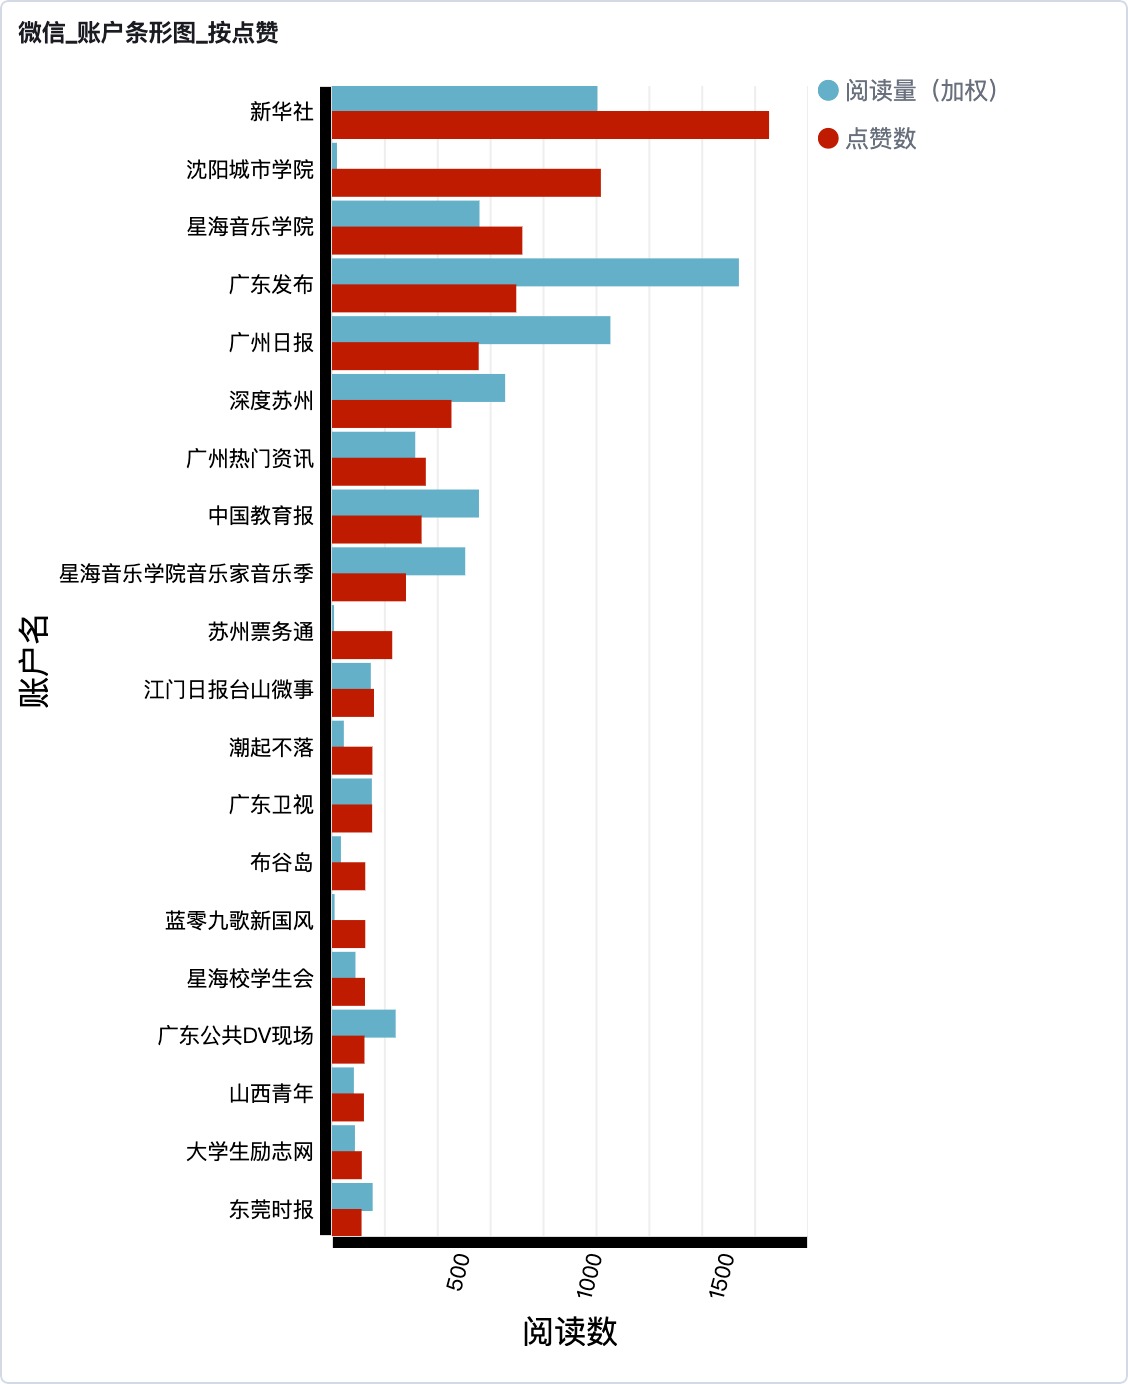 微信_账户条形图_按点赞
阅读量（加权）
点赞数
新华社
沈阳城市学院
星海音乐学院
广东发布
广州日报
深度苏州
广州热门资讯
中国教育报
星海音乐学院音乐家音乐季
苏州票务通
江门日报台山微事
潮起不落
广东卫视
布谷岛
蓝零九歌新国风
星海校学生会
广东公共DV现场
山西青年
大学生励志网
东莞时报
账户名
500
1000
1500
阅读数